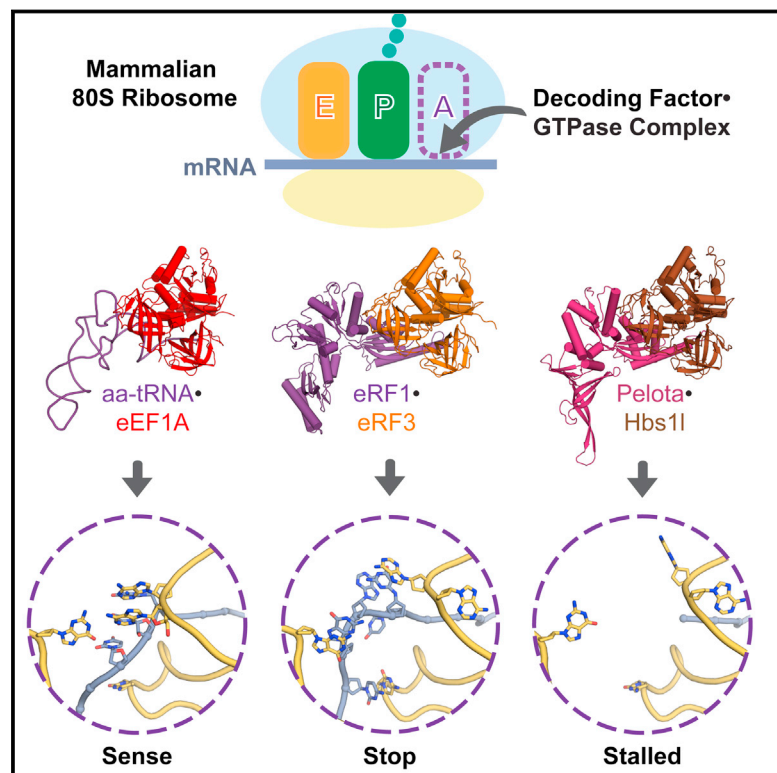 Mammalian
80S Ribosome
E P A
Decoding Factor•
GTPase Complex
mRNA
aa-tRNA•
eEF1A
eRF1•
eRF3
Pelota•
Hbs1l
Sense
Stop
Stalled